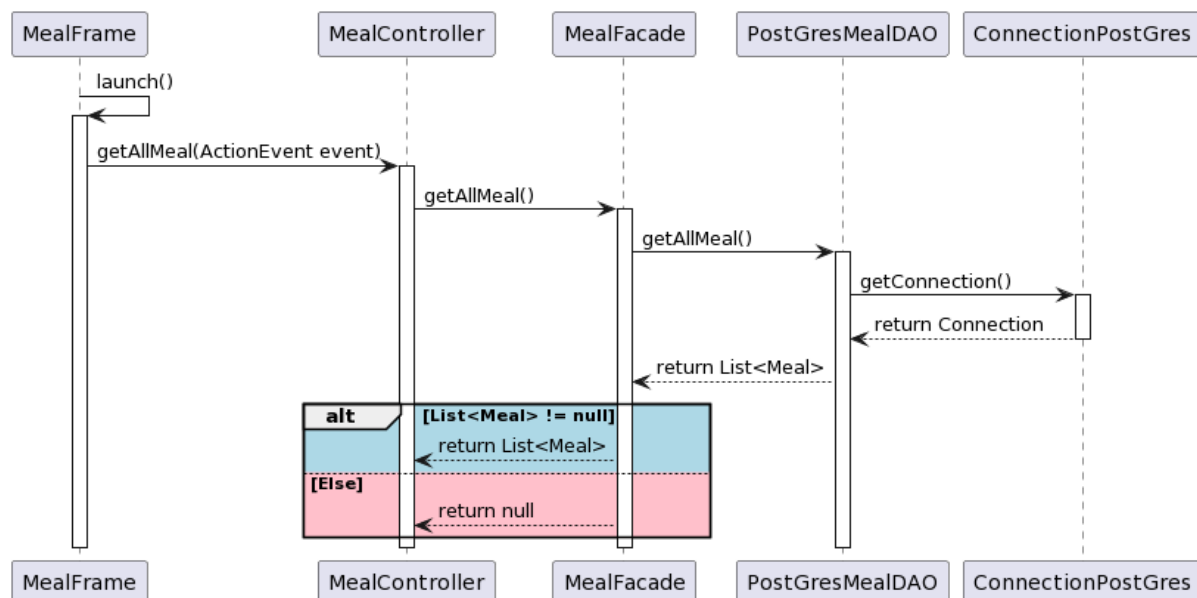 MealFrame
MealController
MealFacade
PostGresMealDAO
ConnectionPostGres
launch()
getAllMeal(ActionEvent event)
getAllMeal()
getAllMeal()
getConnection()
return Connection
return List<Meal>
alt
[List<Meal> != null]
return List<Meal>
[Else]
return null
MealFrame
MealController
MealFacade
PostGresMealDAO
ConnectionPostGres